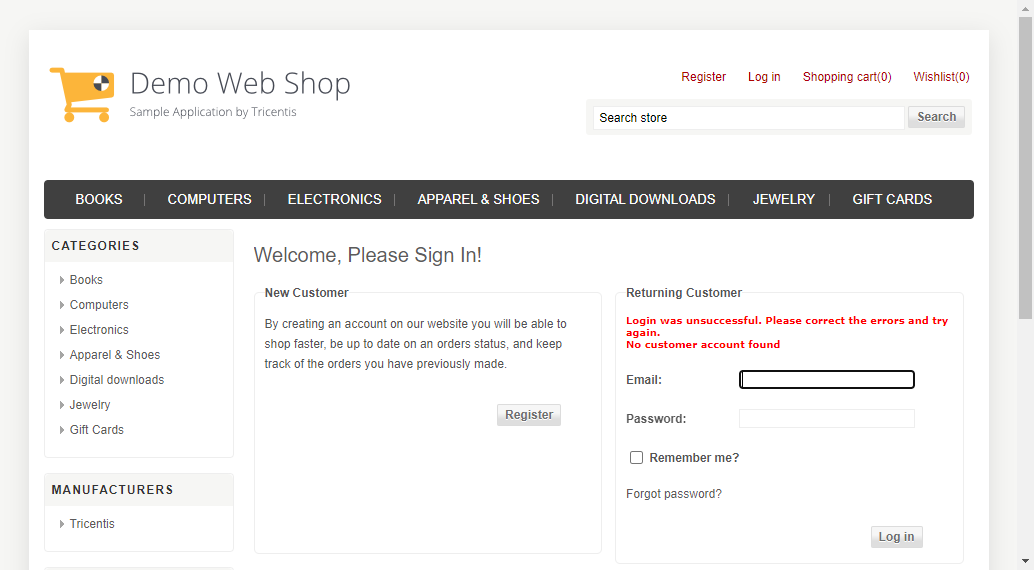 Demo Web Shop
Sample Application by Tricentis
Register Log in Shopping cart(0) Wishlist(0)
Search store Search
BOOKS COMPUTERS ELECTRONICS APPAREL & SHOES DIGITAL DOWNLOADS JEWELRY GIFT CARDS
CATEGORIES
Books
Computers
Electronics
Apparel & Shoes
Digital downloads
Jewelry
Gift Cards
MANUFACTURERS
Tricentis
Welcome, Please Sign In!
New Customer
By creating an account on our website you will be able to
shop faster, be up to date on an orders status, and keep
track of the orders you have previously made.
Register
Returning Customer
Login was unsuccessful. Please correct the errors and try
again.
No customer account found
Email:
Password:
Remember me?
Forgot password?
Log in